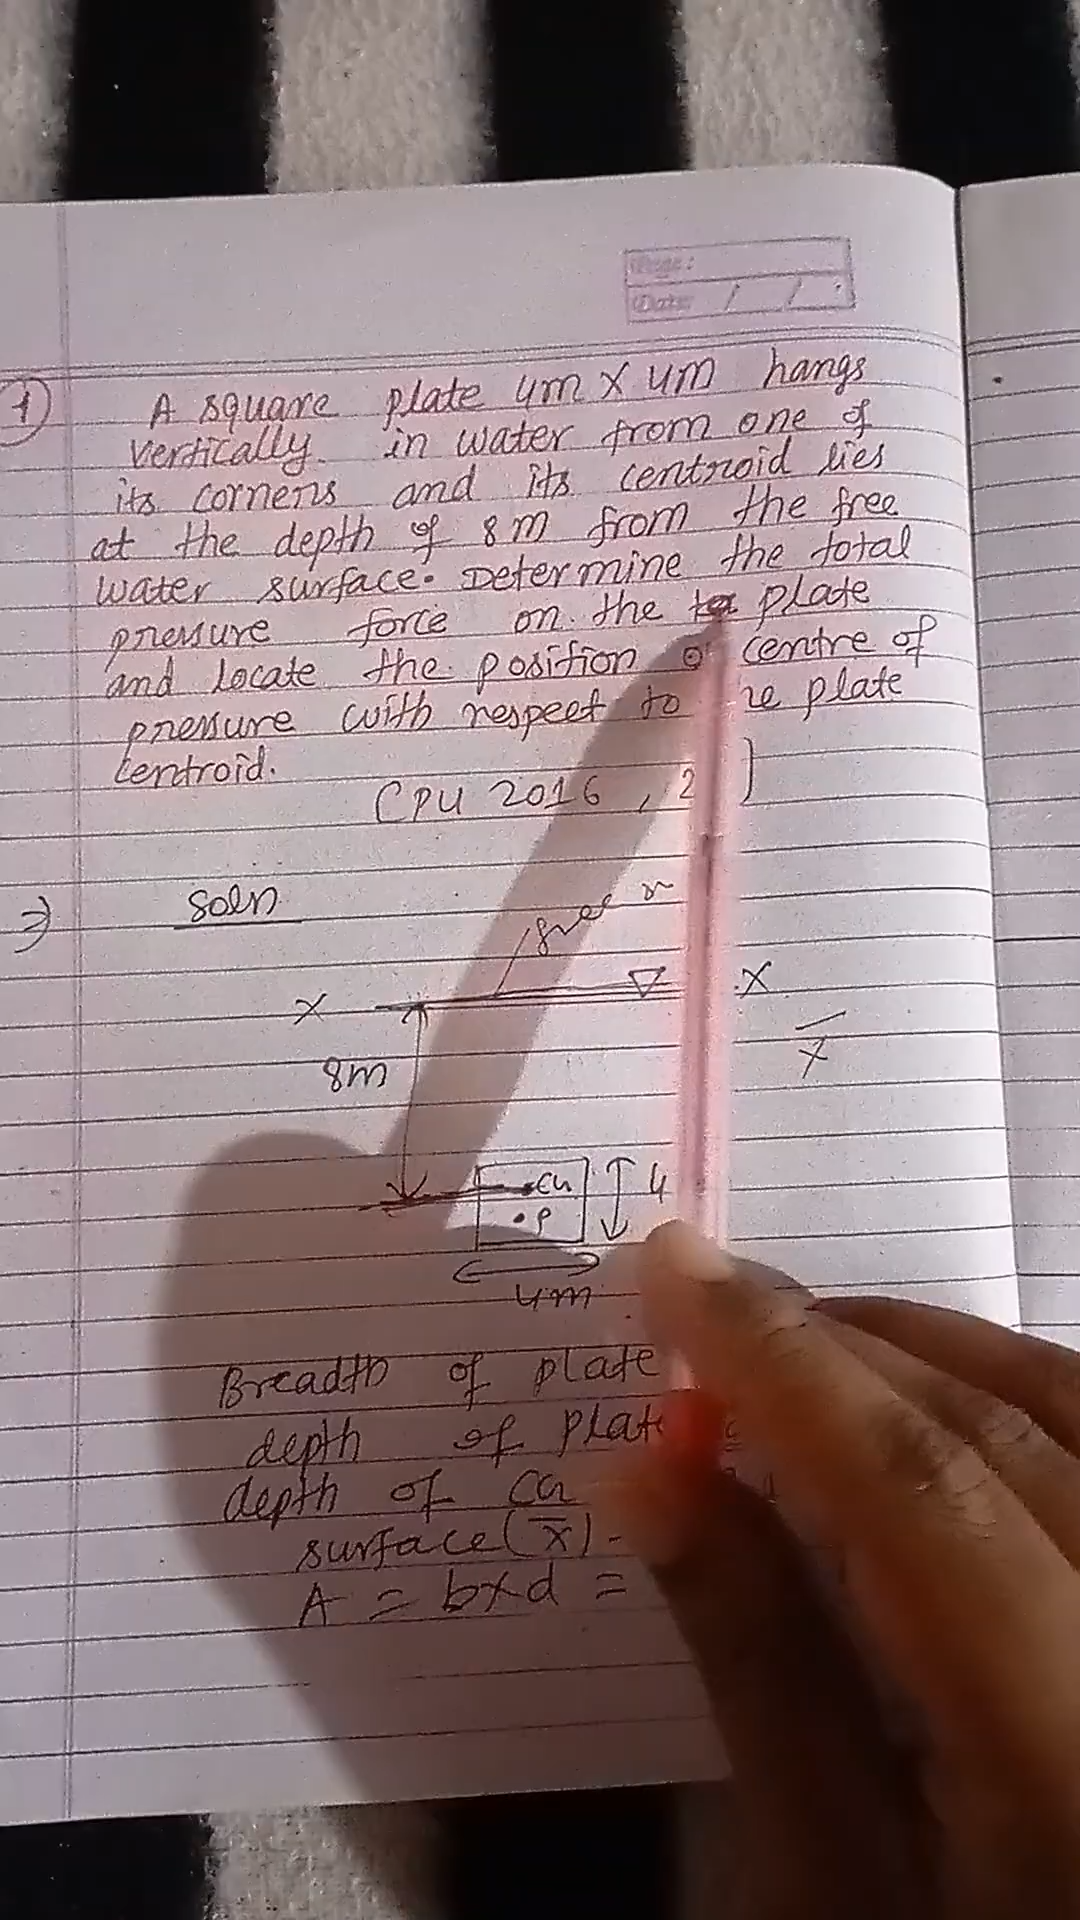 Page:
Date: / /
1
A square plate 4m X 4m hangs
vertically. in water from one of
its corners and its centroid lies
at the depth of 8m from the free
water surface. Determine the total
pressure force on the plate
and locate the position centre of
pressure with respect to plate
centroid.
(PU 2016 , 2 )
⇒ soln
free
X X
8m x̄
CG 4
.P
4m
Breadth of plate
depth of plate
depth of CG
surface (x̄) -
A = b×d =